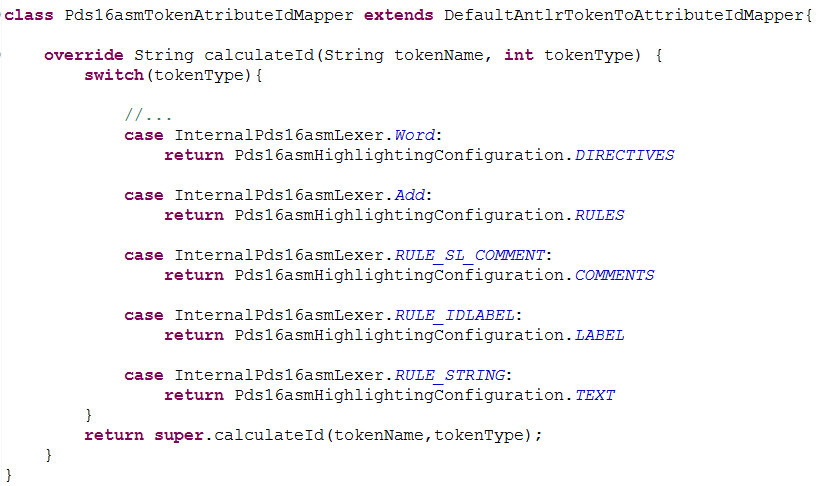 class Pds16asmTokenAtributeIdMapper extends DefaultAntlrTokenToAttributeIdMapper{
override String calculateId(String tokenName, int tokenType) {
switch(tokenType){
//...
case InternalPds16asmLexer.Word:
return Pds16asmHighlightingConfiguration.DIRECTIVES
case InternalPds16asmLexer.Add:
return Pds16asmHighlightingConfiguration.RULES
case InternalPds16asmLexer.RULE_SL_COMMENT:
return Pds16asmHighlightingConfiguration.COMMENTS
case InternalPds16asmLexer.RULE_IDLABEL:
return Pds16asmHighlightingConfiguration.LABEL
case InternalPds16asmLexer.RULE_STRING:
return Pds16asmHighlightingConfiguration.TEXT
}
return super.calculateId(tokenName,tokenType);
}
}